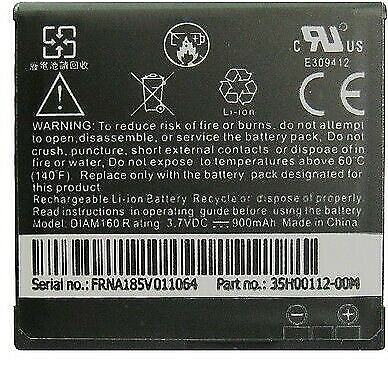 廢電池請回收
Li-ion
C RU US
E309412
CE
WARNING: To reduce risk of fire or burns, do not attempt
to open,disassemble, or service the battery pack. Do not
crush, puncture, short external contacts or dispose of in
fire or water. Do not expose to temperatures above 60°C
(140°F). Replace only with battery pack designated for
this product
Rechargeable Li-ion Battery Recycle or dispose of properly.
Read instructions in operating guide before using battery.
Model: DIAM160 Rating 3.7VDC 900mAh Made in China
Serial No.: FRNA185V011064 Part no.: 35H00112-00M